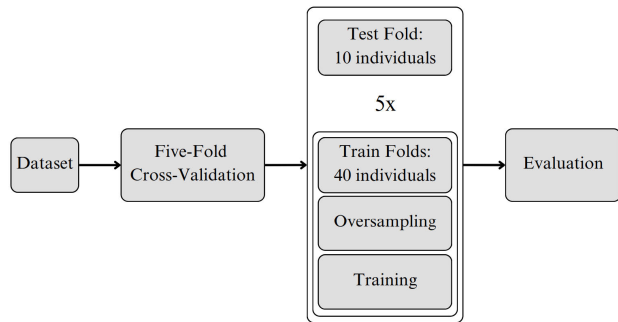 Dataset
Five-Fold
Cross-Validation
Test Fold:
10 individuals
5x
Train Folds:
40 individuals
Oversampling
Training
Evaluation